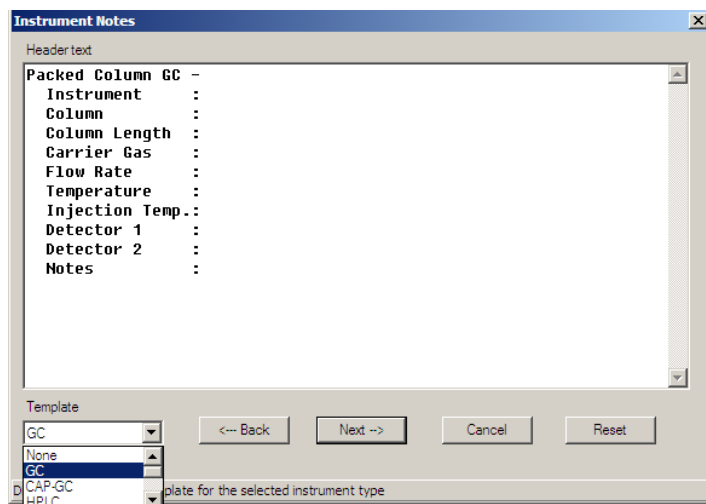 Instrument Notes
Header text
Packed Column GC -
Instrument :
Column :
Column Length :
Carrier Gas :
Flow Rate :
Temperature :
Injection Temp.:
Detector 1 :
Detector 2 :
Notes :
Template
GC
<--- Back
Next -->
Cancel
Reset
None
GC
CAP-GC
HPLC
D plate for the selected instrument type